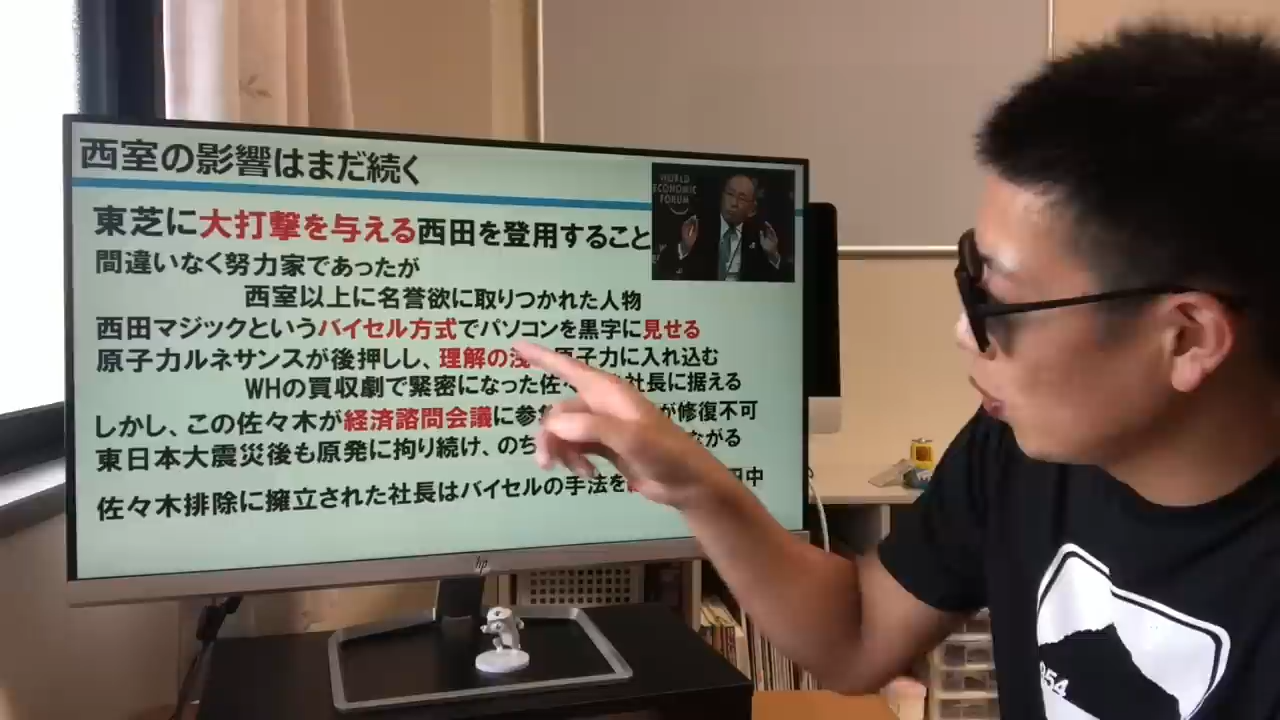 西室の影響はまだ続く
WORLD
ECONOMIC
FORUM
東芝に大打撃を与える西田を登用すること
間違いなく努力家であったが
西室以上に名誉欲に取りつかれた人物
西田マジックというバイセル方式でパソコンを黒字に見せる
原子力ルネサンスが後押しし、理解の浅 原子力に入れ込む
WHの買収劇で緊密になった佐々 社長に据える
しかし、この佐々木が経済諮問会議に参 が修復不可
東日本大震災後も原発に拘り続け、のち ながる
佐々木排除に擁立された社長はバイセルの手法を 田中
hp
954